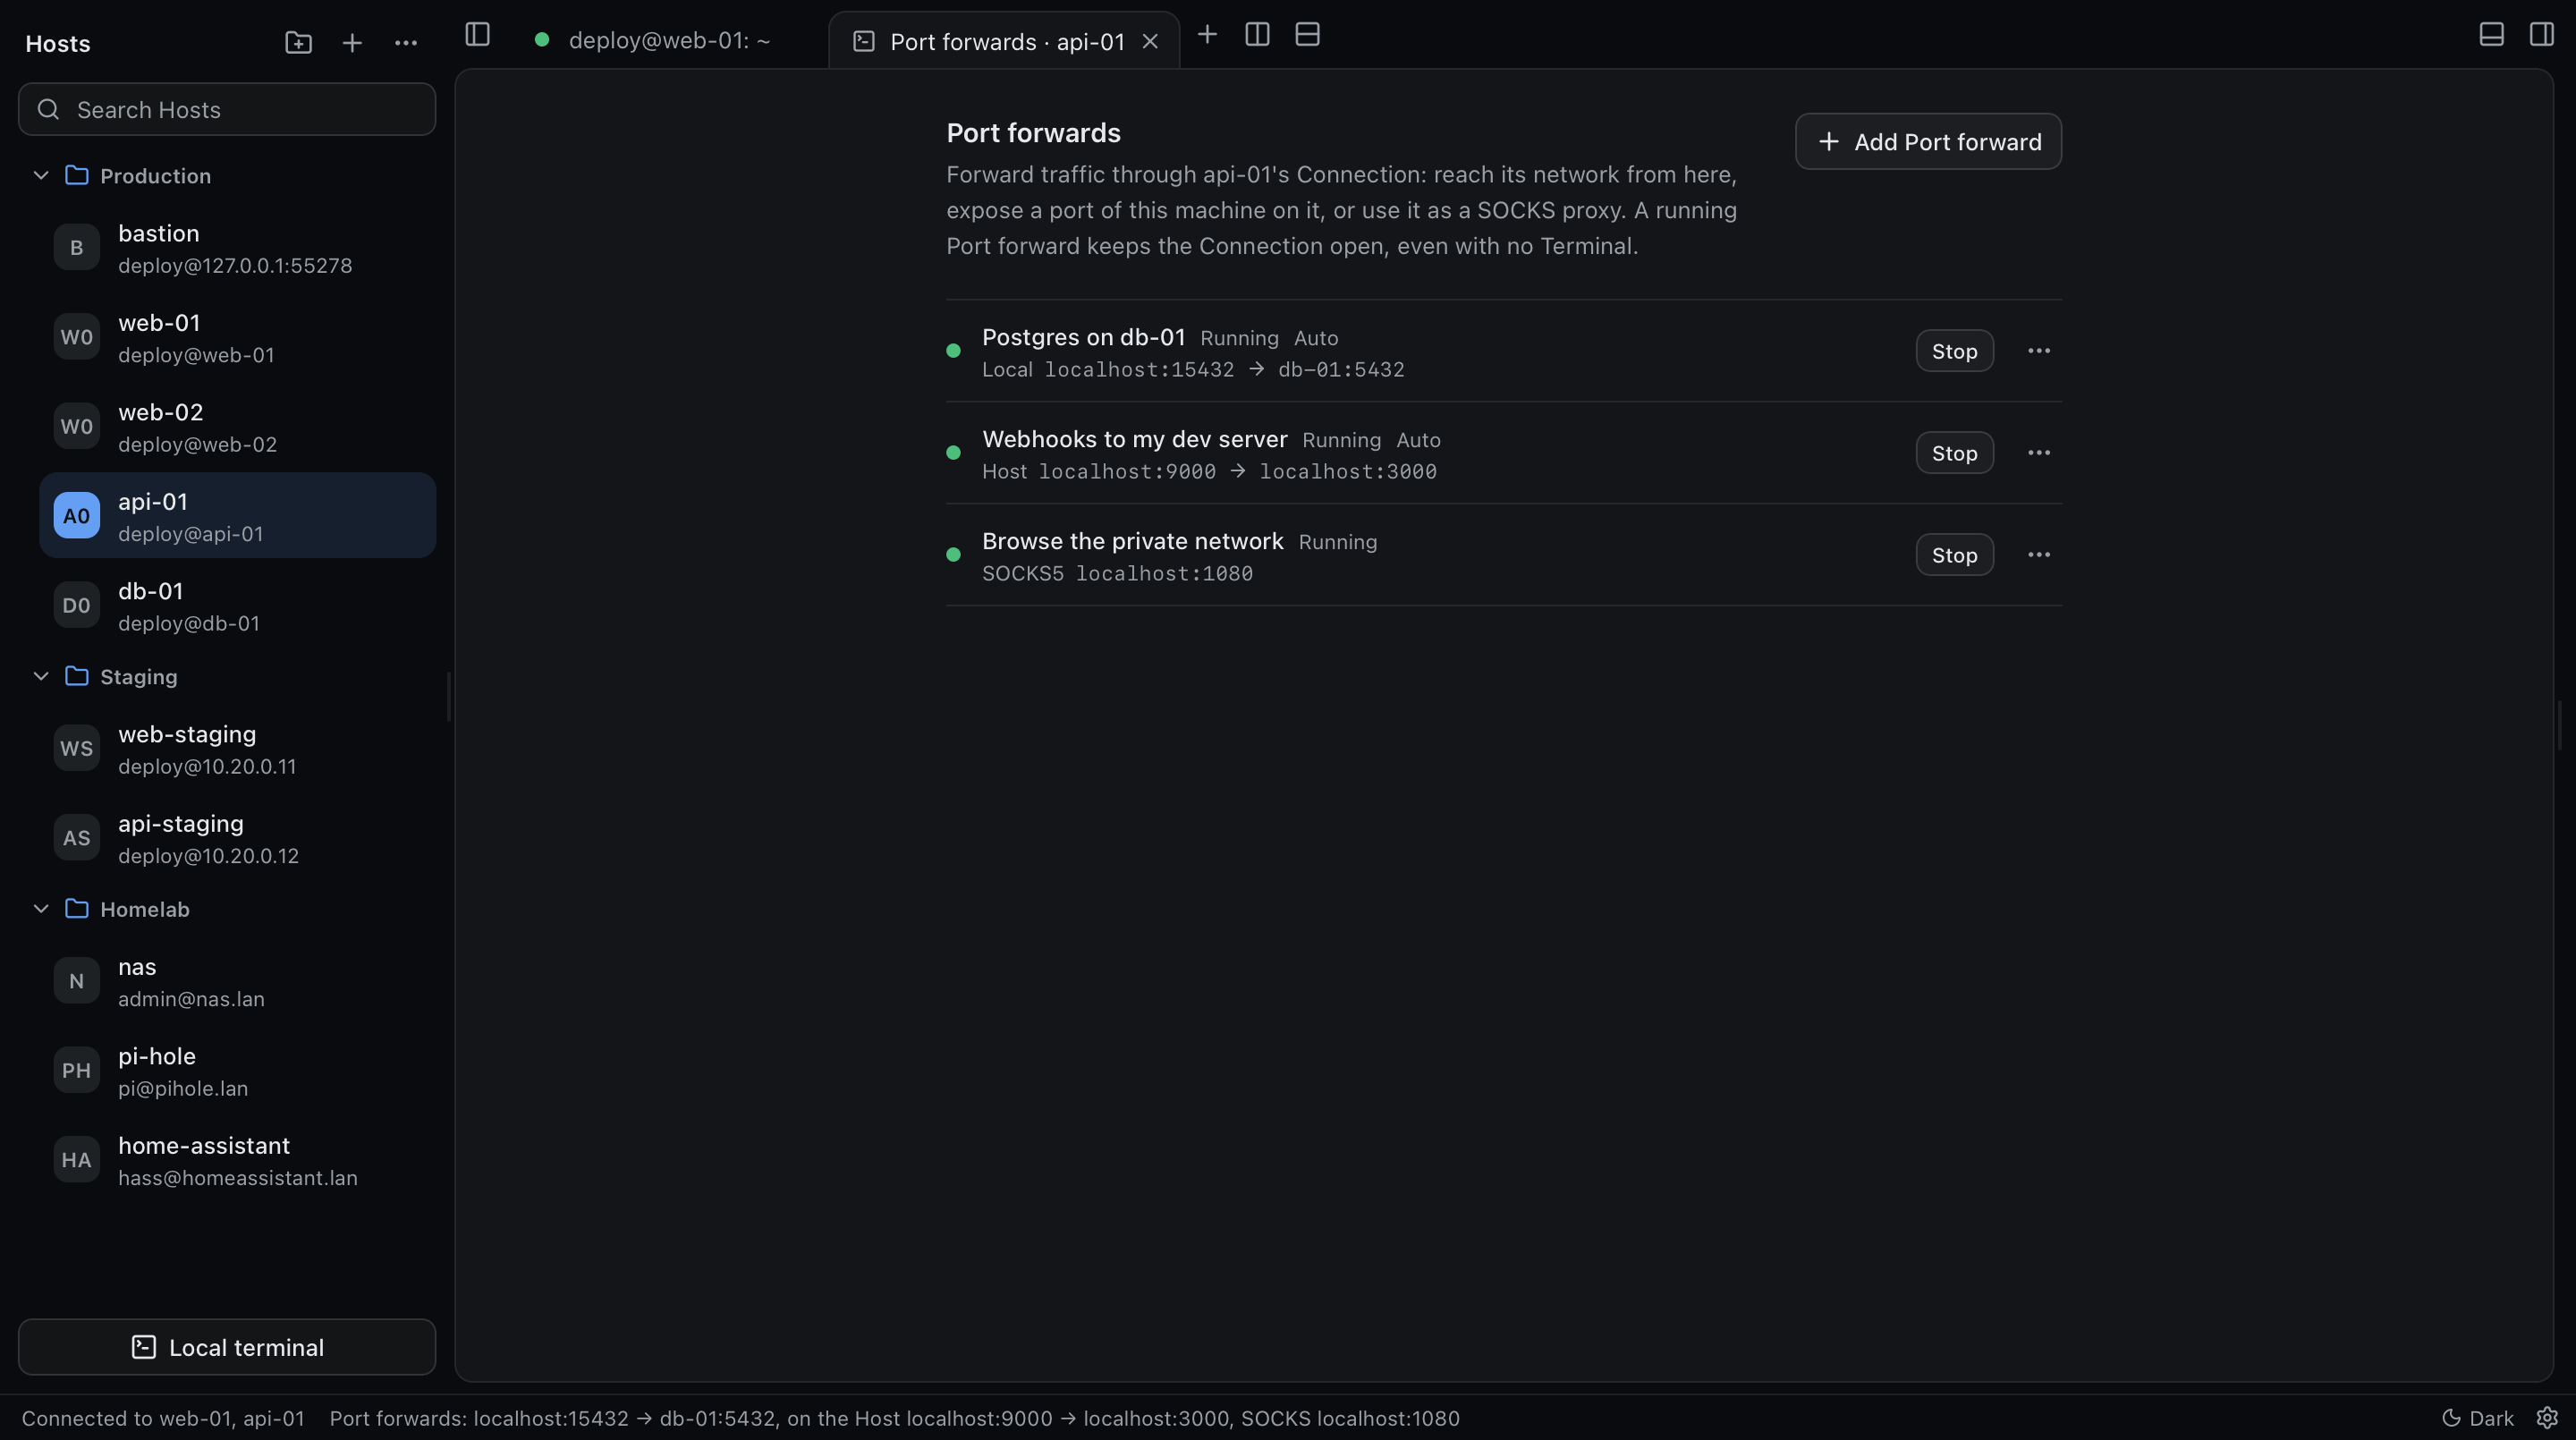 Hosts
Search Hosts
Production
B
bastion
deploy@127.0.0.1:55278
W0
web-01
deploy@web-01
W0
web-02
deploy@web-02
A0
api-01
deploy@api-01
D0
db-01
deploy@db-01
Staging
WS
web-staging
deploy@10.20.0.11
AS
api-staging
deploy@10.20.0.12
Homelab
N
nas
admin@nas.lan
PH
pi-hole
pi@pihole.lan
HA
home-assistant
hass@homeassistant.lan
Local terminal
deploy@web-01: ~
Port forwards · api-01
Port forwards
Add Port forward
Forward traffic through api-01's Connection: reach its network from here,
expose a port of this machine on it, or use it as a SOCKS proxy. A running
Port forward keeps the Connection open, even with no Terminal.
Postgres on db-01 Running Auto
Local localhost:15432 → db-01:5432
Stop
Webhooks to my dev server Running Auto
Host localhost:9000 → localhost:3000
Stop
Browse the private network Running
SOCKS5 localhost:1080
Stop
Connected to web-01, api-01 Port forwards: localhost:15432 → db-01:5432, on the Host localhost:9000 → localhost:3000, SOCKS localhost:1080
Dark